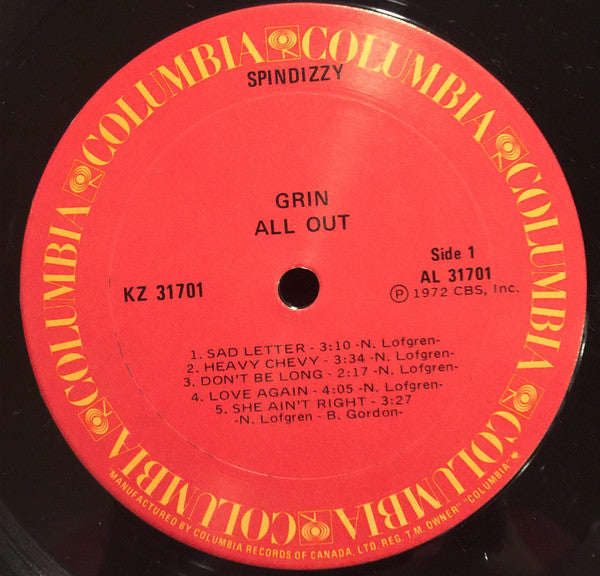 COLUMBIA COLUMBIA COLUMBIA COLUMBIA COLUMBIA COLUMBIA COLUMBIA COLUMBIA
SPINDIZZY
GRIN
ALL OUT
Side 1
KZ 31701
AL 31701
Ⓟ 1972 CBS, Inc.
1. SAD LETTER - 3:10 -N. Lofgren-
2. HEAVY CHEVY - 3:34 -N. Lofgren-
3. DON'T BE LONG - 2:17 -N. Lofgren-
4. LOVE AGAIN - 4:05 -N. Lofgren-
5. SHE AIN'T RIGHT - 3:27
-N. Lofgren - B. Gordon-
"MANUFACTURED BY COLUMBIA RECORDS OF CANADA, LTD. REG. T.M. OWNER" "COLUMBIA"